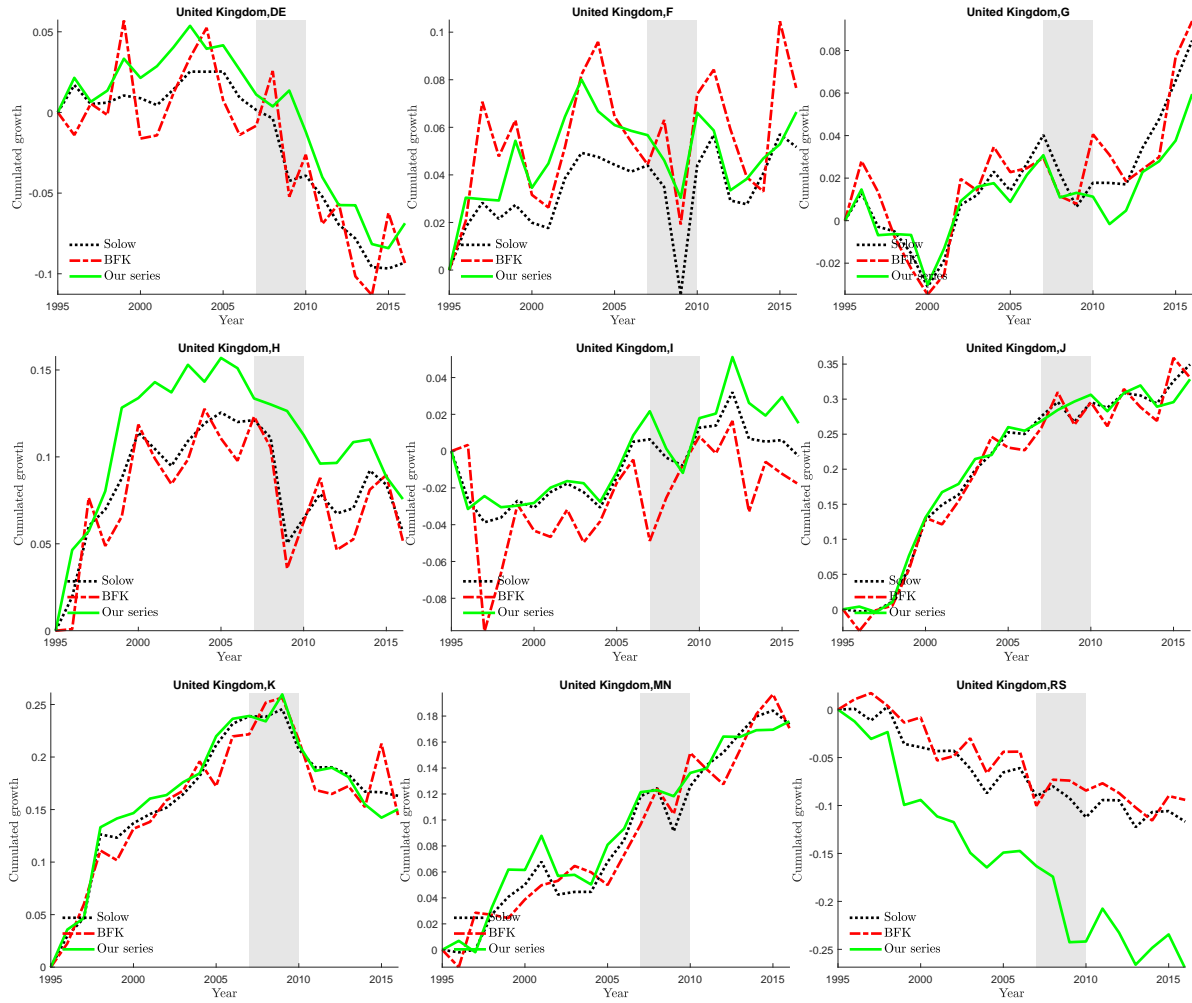 United Kingdom,DE
Cumulated growth
0.05
0
-0.05
-0.1
Solow
BFK
Our series
1995 2000 2005 2010 2015
Year
United Kingdom,F
Cumulated growth
0.1
0.08
0.06
0.04
0.02
0
Solow
BFK
Our series
1995 2000 2005 2010 2015
Year
United Kingdom,G
Cumulated growth
0.08
0.06
0.04
0.02
0
-0.02
Solow
BFK
Our series
1995 2000 2005 2010 2015
Year
United Kingdom,H
Cumulated growth
0.15
0.1
0.05
0
Solow
BFK
Our series
1995 2000 2005 2010 2015
Year
United Kingdom,I
Cumulated growth
0.04
0.02
0
-0.02
-0.04
-0.06
-0.08
Solow
BFK
Our series
1995 2000 2005 2010 2015
Year
United Kingdom,J
Cumulated growth
0.35
0.3
0.25
0.2
0.15
0.1
0.05
0
Solow
BFK
Our series
1995 2000 2005 2010 2015
Year
United Kingdom,K
Cumulated growth
0.25
0.2
0.15
0.1
0.05
0
Solow
BFK
Our series
1995 2000 2005 2010 2015
Year
United Kingdom,MN
Cumulated growth
0.18
0.16
0.14
0.12
0.1
0.08
0.06
0.04
0.02
0
Solow
BFK
Our series
1995 2000 2005 2010 2015
Year
United Kingdom,RS
Cumulated growth
0
-0.05
-0.1
-0.15
-0.2
-0.25
Solow
BFK
Our series
1995 2000 2005 2010 2015
Year